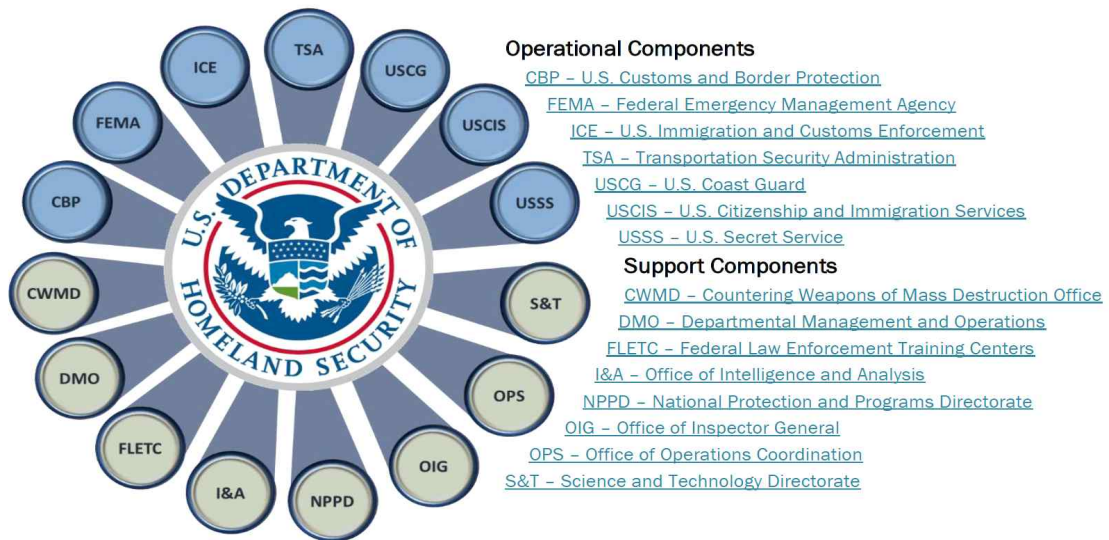 TSA
ICE
USCG
FEMA
USCIS
CBP
USSS
CWMD
S&T
DMO
OPS
FLETC
OIG
I&A
NPPD
U.S. DEPARTMENT OF
HOMELAND SECURITY
Operational Components
CBP – U.S. Customs and Border Protection
FEMA – Federal Emergency Management Agency
ICE – U.S. Immigration and Customs Enforcement
TSA – Transportation Security Administration
USCG – U.S. Coast Guard
USCIS – U.S. Citizenship and Immigration Services
USSS – U.S. Secret Service
Support Components
CWMD – Countering Weapons of Mass Destruction Office
DMO – Departmental Management and Operations
FLETC – Federal Law Enforcement Training Centers
I&A – Office of Intelligence and Analysis
NPPD – National Protection and Programs Directorate
OIG – Office of Inspector General
OPS – Office of Operations Coordination
S&T – Science and Technology Directorate